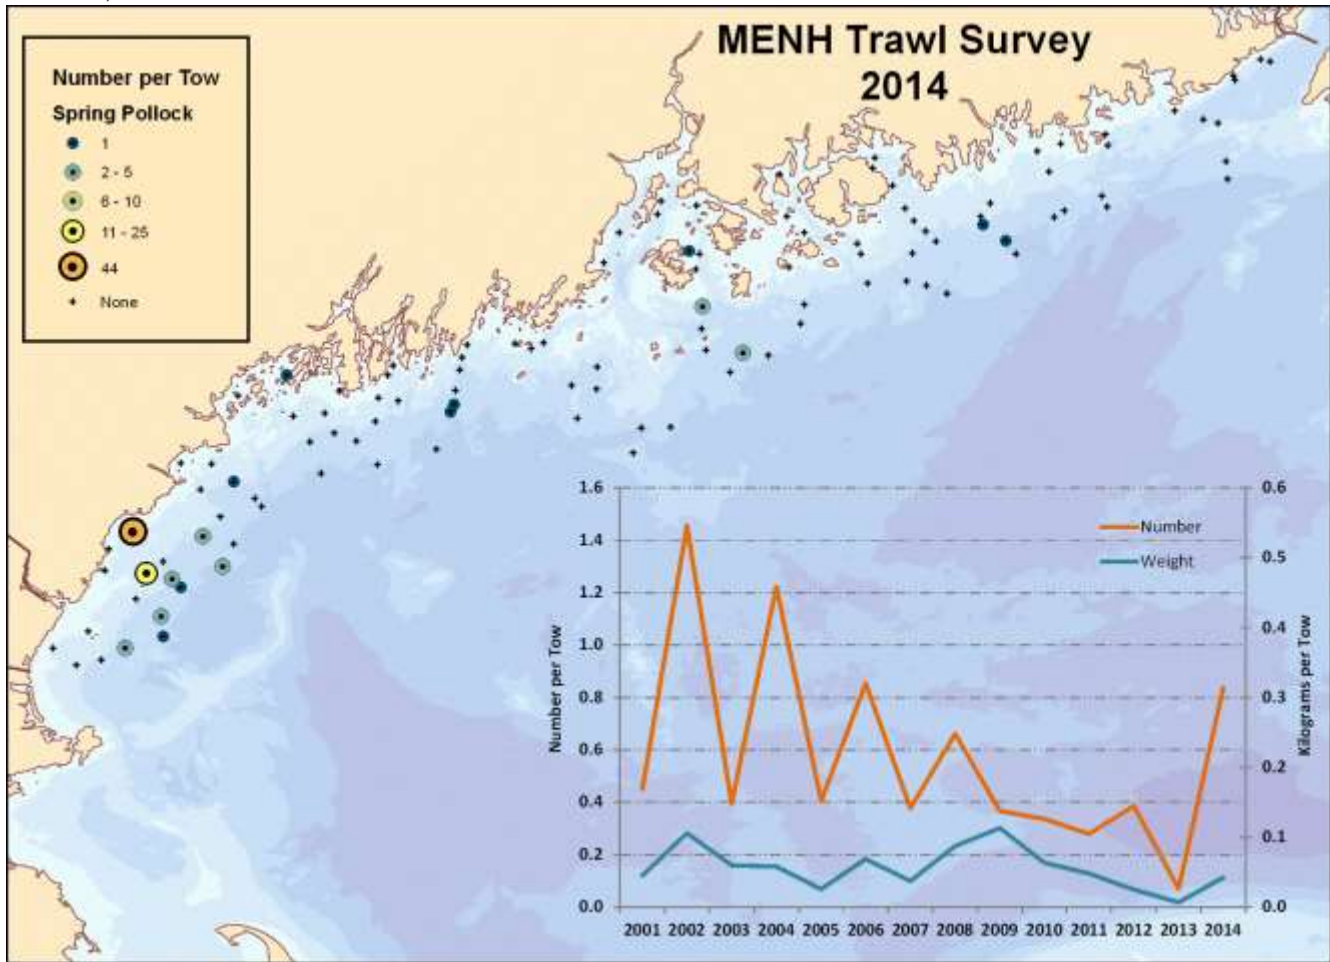 MENH Trawl Survey
2014
Number per Tow
Spring Pollock
1
2 - 5
6 - 10
11 - 25
44
None
1.6
1.4
1.2
1.0
0.8
0.6
0.4
0.2
0.0
Number per Tow
Number
Weight
0.6
0.5
0.4
0.3
0.2
0.1
0.0
Kilograms per Tow
2001 2002 2003 2004 2005 2006 2007 2008 2009 2010 2011 2012 2013 2014